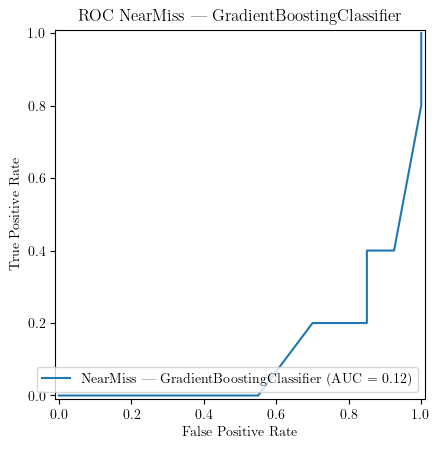 ROC NearMiss — GradientBoostingClassifier
1.0
0.8
0.6
0.4
0.2
0.0
True Positive Rate
NearMiss — GradientBoostingClassifier (AUC = 0.12)
0.0 0.2 0.4 0.6 0.8 1.0
False Positive Rate